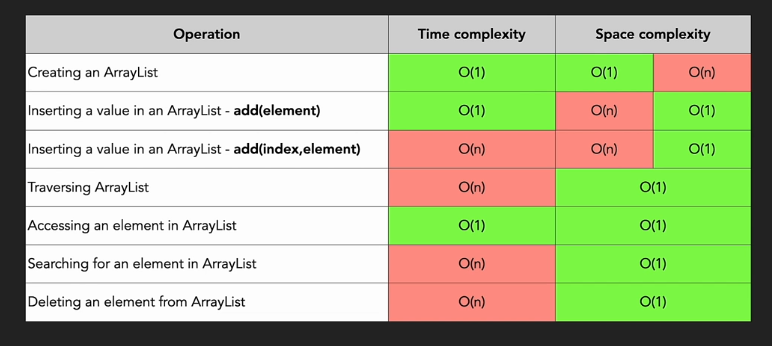 Operation Time complexity Space complexity
Creating an ArrayList O(1) O(1) O(n)
Inserting a value in an ArrayList - add(element) O(1) O(n) O(1)
Inserting a value in an ArrayList - add(index,element) O(n) O(n) O(1)
Traversing ArrayList O(n) O(1)
Accessing an element in ArrayList O(1) O(1)
Searching for an element in ArrayList O(n) O(1)
Deleting an element from ArrayList O(n) O(1)